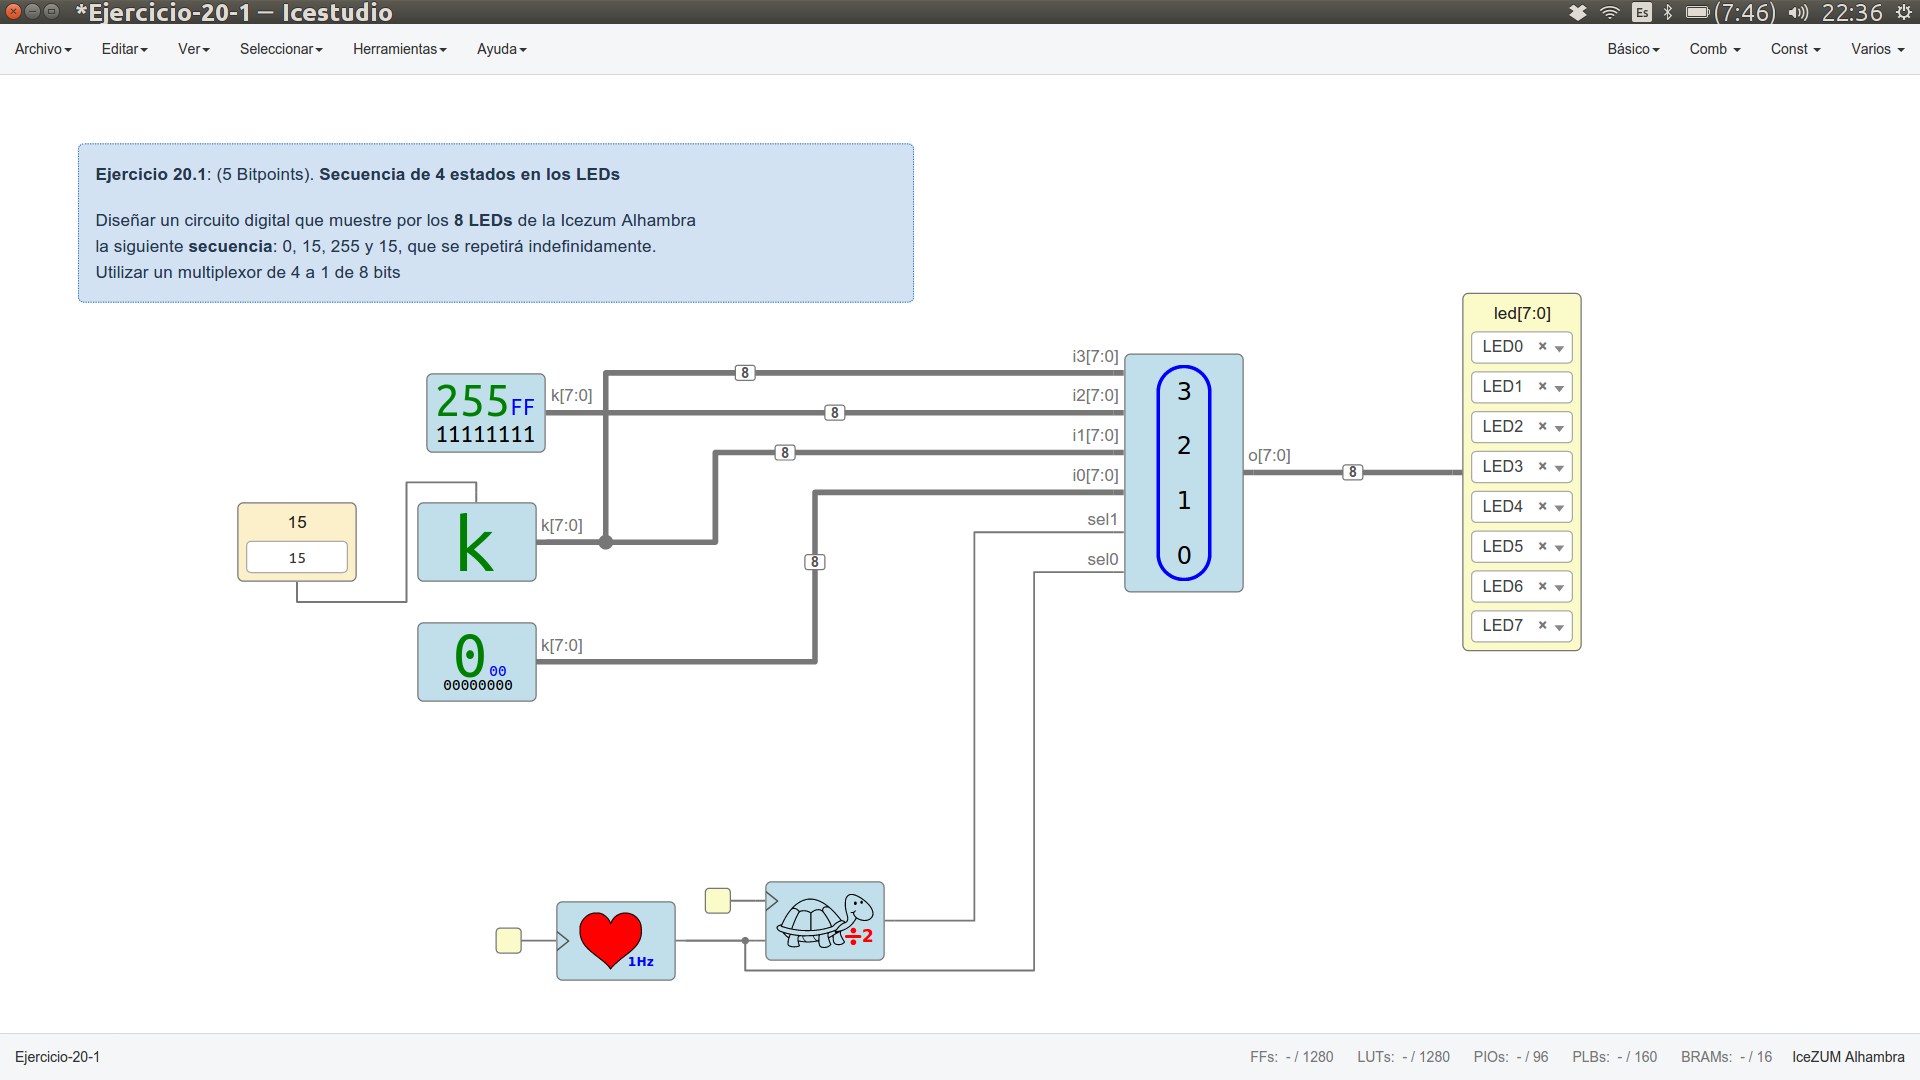 *Ejercicio-20-1 — Icestudio
Es
(7:46)
22:36
Archivo
Editar
Ver
Seleccionar
Herramientas
Ayuda
Básico
Comb
Const
Varios
Ejercicio 20.1: (5 Bitpoints). Secuencia de 4 estados en los LEDs
Diseñar un circuito digital que muestre por los 8 LEDs de la Icezum Alhambra
la siguiente secuencia: 0, 15, 255 y 15, que se repetirá indefinidamente.
Utilizar un multiplexor de 4 a 1 de 8 bits
255FF
11111111
k[7:0]
15
15
k
k[7:0]
0 00
00000000
k[7:0]
8
8
8
8
i3[7:0]
i2[7:0]
i1[7:0]
i0[7:0]
sel1
sel0
3
2
1
0
o[7:0]
8
led[7:0]
LED0 ×
LED1 ×
LED2 ×
LED3 ×
LED4 ×
LED5 ×
LED6 ×
LED7 ×
1Hz
÷2
Ejercicio-20-1
FFs: - / 1280
LUTs: - / 1280
PIOs: - / 96
PLBs: - / 160
BRAMs: - / 16
IceZUM Alhambra